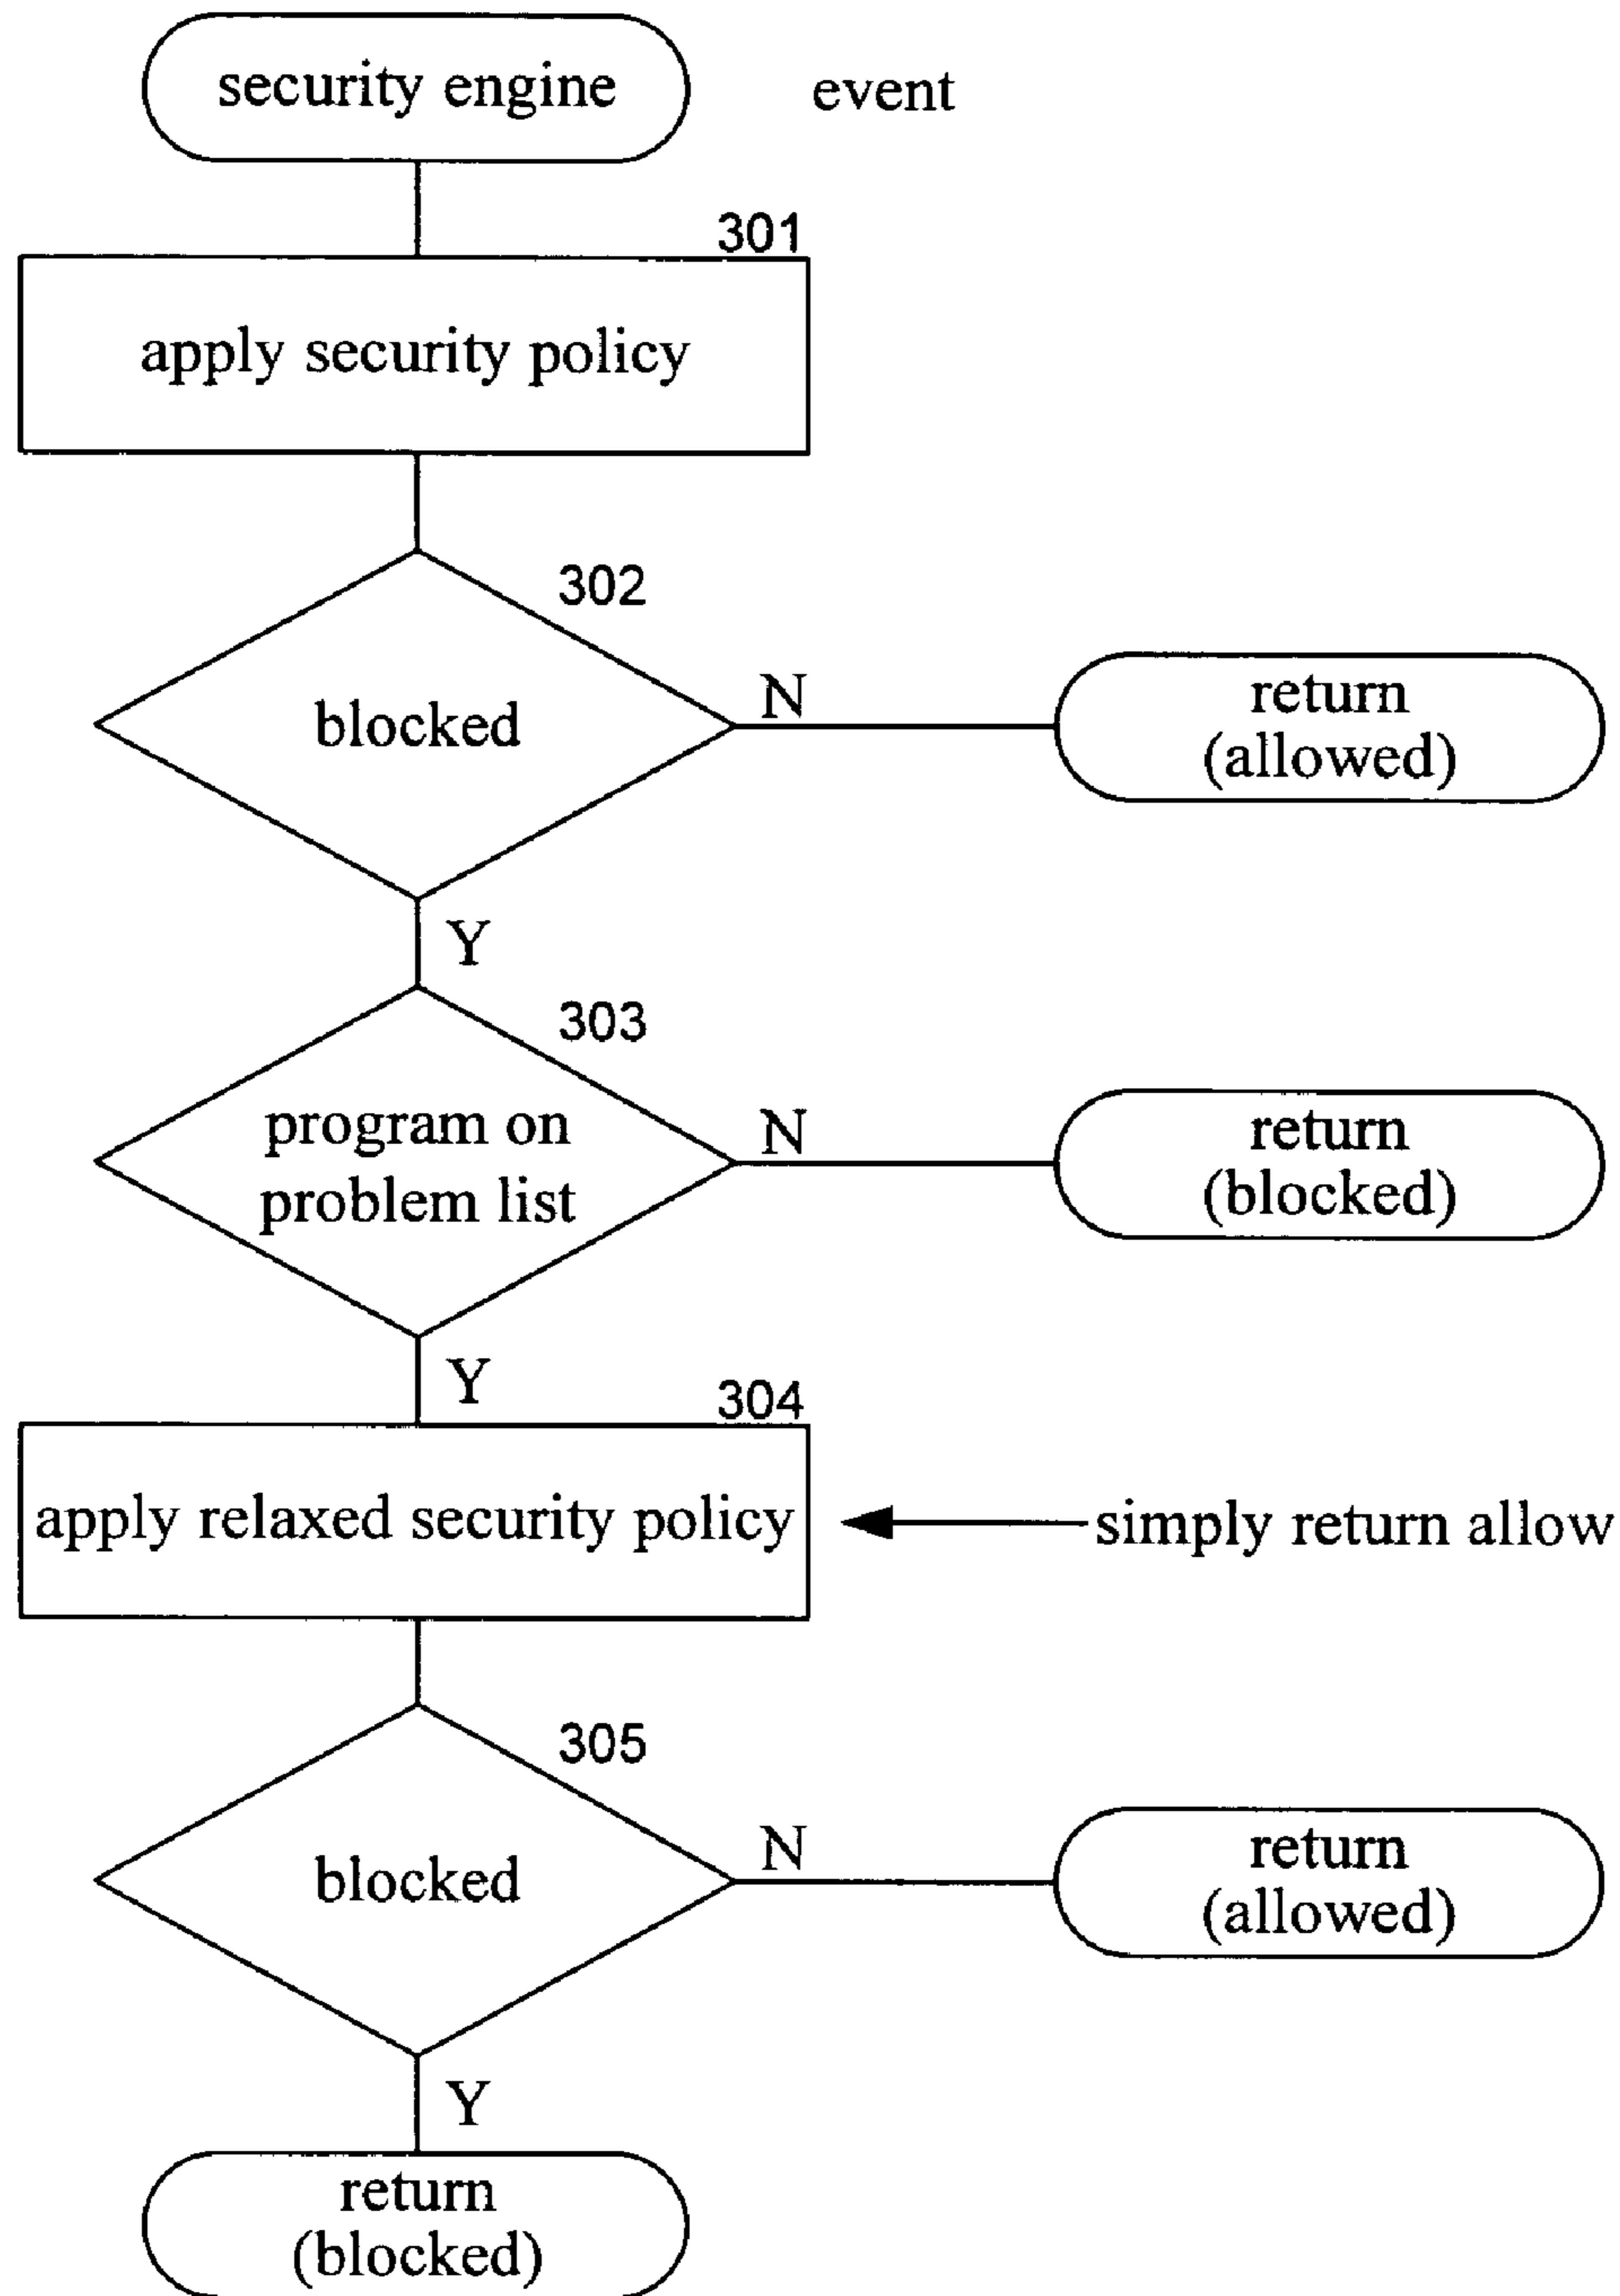 security engine
event
301
apply security policy
302
blocked
N
return
(allowed)
Y
303
program on
problem list
N
return
(blocked)
Y
304
apply relaxed security policy
simply return allow
305
blocked
N
return
(allowed)
Y
return
(blocked)